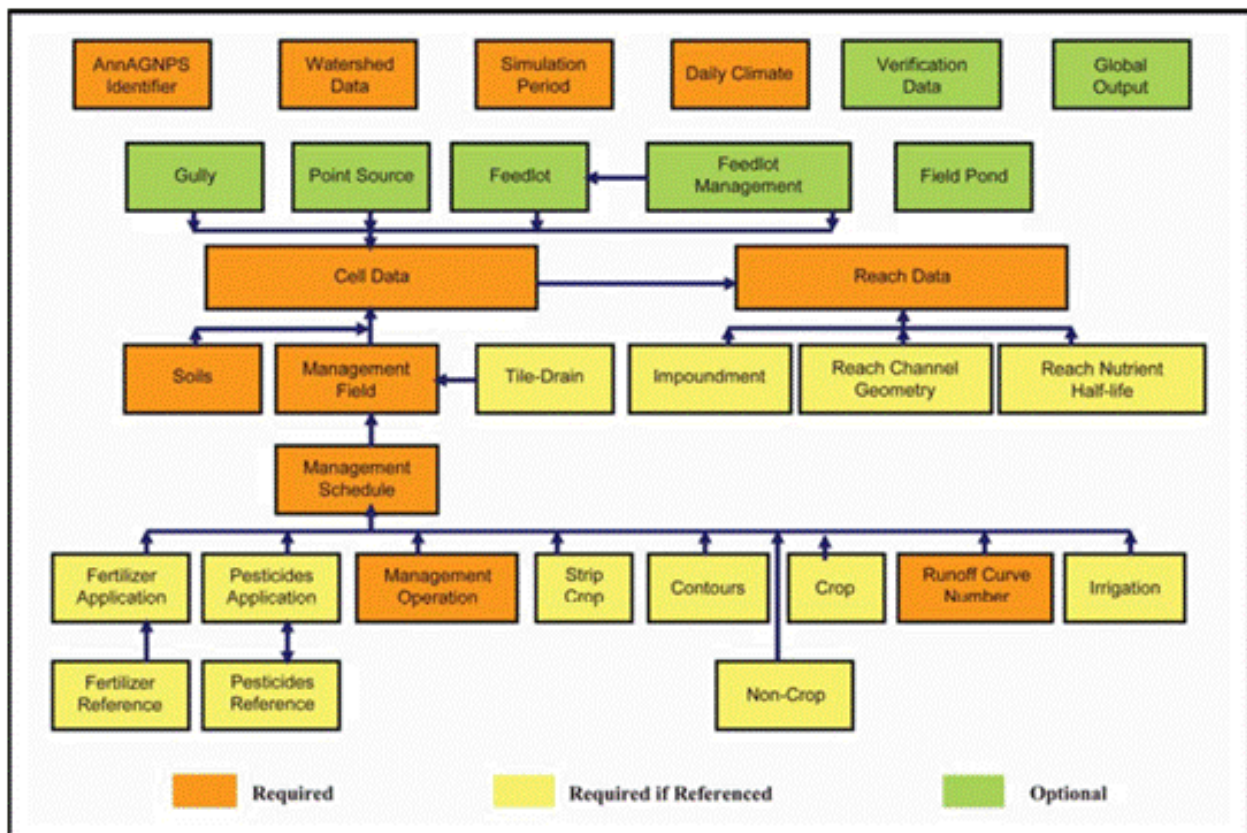 AnnAGNPS
Identifier
Watershed
Data
Simulation
Period
Daily Climate
Verification
Data
Global
Output
Gully
Point Source
Feedlot
Feedlot
Management
Field Pond
Cell Data
Reach Data
Soils
Management
Field
Tile-Drain
Impoundment
Reach Channel
Geometry
Reach Nutrient
Half-life
Management
Schedule
Fertilizer
Application
Pesticides
Application
Management
Operation
Strip
Crop
Contours
Crop
Runoff Curve
Number
Irrigation
Fertilizer
Reference
Pesticides
Reference
Non-Crop
Required
Required if Referenced
Optional